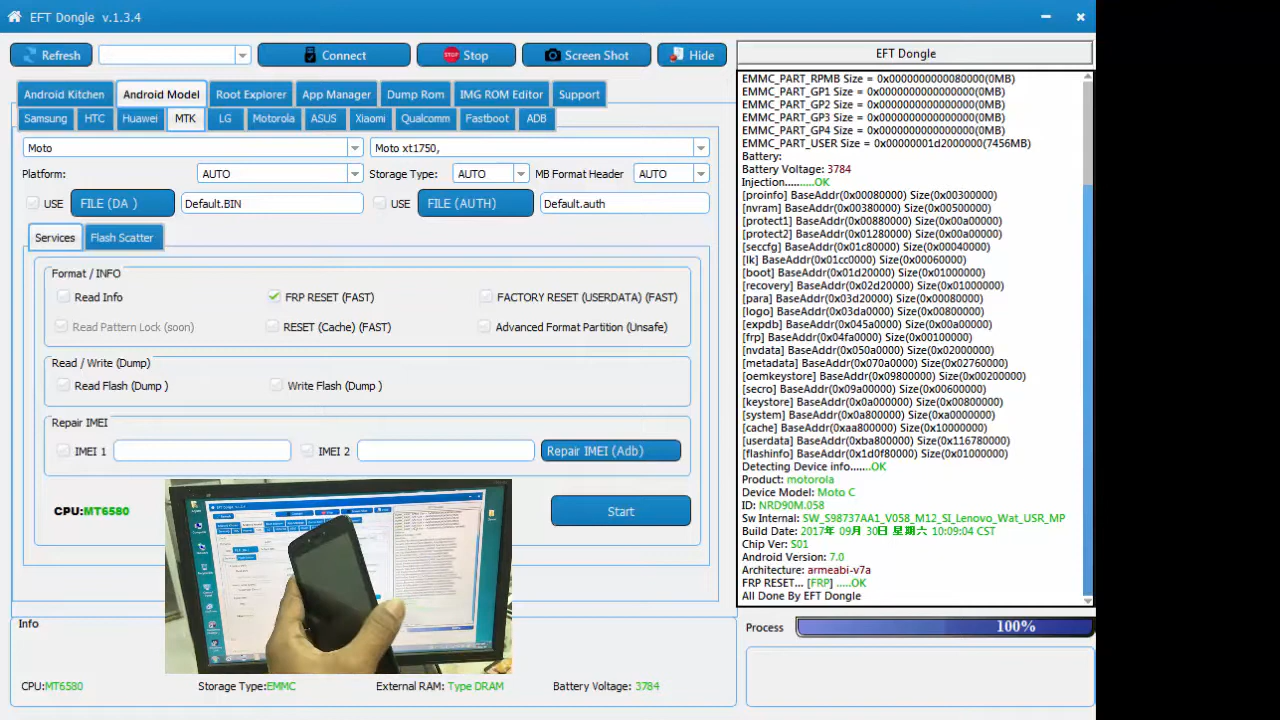 EFT Dongle v.1.3.4
Refresh
Connect
Stop
Screen Shot
Hide
EFT Dongle
Android Kitchen
Android Model
Root Explorer
App Manager
Dump Rom
IMG ROM Editor
Support
Samsung
HTC
Huawei
MTK
LG
Motorola
ASUS
Xiaomi
Qualcomm
Fastboot
ADB
Moto
Moto xt1750,
Platform:
AUTO
Storage Type:
AUTO
MB Format Header
AUTO
USE
FILE (DA )
Default.BIN
USE
FILE (AUTH)
Default.auth
Services
Flash Scatter
Format / INFO
Read Info
FRP RESET (FAST)
FACTORY RESET (USERDATA) (FAST)
Read Pattern Lock (soon)
RESET (Cache) (FAST)
Advanced Format Partition (Unsafe)
Read / Write (Dump)
Read Flash (Dump )
Write Flash (Dump )
Repair IMEI
IMEI 1
IMEI 2
Repair IMEI (Adb)
CPU:MT6580
Start
Info
CPU:MT6580
Storage Type:EMMC
External RAM: Type DRAM
Battery Voltage: 3784
EMMC_PART_RPMB Size = 0x0000000000080000(0MB)
EMMC_PART_GP1 Size = 0x0000000000000000(0MB)
EMMC_PART_GP2 Size = 0x0000000000000000(0MB)
EMMC_PART_GP3 Size = 0x0000000000000000(0MB)
EMMC_PART_GP4 Size = 0x0000000000000000(0MB)
EMMC_PART_USER Size = 0x00000001d2000000(7456MB)
Battery:
Battery Voltage: 3784
Injection.........OK
[proinfo] BaseAddr(0x00080000) Size(0x00300000)
[nvram] BaseAddr(0x00380000) Size(0x00500000)
[protect1] BaseAddr(0x00880000) Size(0x00a00000)
[protect2] BaseAddr(0x01280000) Size(0x00a00000)
[seccfg] BaseAddr(0x01c80000) Size(0x00040000)
[lk] BaseAddr(0x01cc0000) Size(0x00060000)
[boot] BaseAddr(0x01d20000) Size(0x01000000)
[recovery] BaseAddr(0x02d20000) Size(0x01000000)
[para] BaseAddr(0x03d20000) Size(0x00080000)
[logo] BaseAddr(0x03da0000) Size(0x00800000)
[expdb] BaseAddr(0x045a0000) Size(0x00a00000)
[frp] BaseAddr(0x04fa0000) Size(0x00100000)
[nvdata] BaseAddr(0x050a0000) Size(0x02000000)
[metadata] BaseAddr(0x070a0000) Size(0x02760000)
[oemkeystore] BaseAddr(0x09800000) Size(0x00200000)
[secro] BaseAddr(0x09a00000) Size(0x00600000)
[keystore] BaseAddr(0x0a000000) Size(0x00800000)
[system] BaseAddr(0x0a800000) Size(0xa0000000)
[cache] BaseAddr(0xaa800000) Size(0x10000000)
[userdata] BaseAddr(0xba800000) Size(0x116780000)
[flashinfo] BaseAddr(0x1d0f80000) Size(0x01000000)
Detecting Device info.......OK
Product: motorola
Device Model: Moto C
ID: NRD90M.058
Sw Internal: SW_S98737AA1_V058_M12_SI_Lenovo_Wat_USR_MP
Build Date: 2017年 09月 30日 星期六 10:09:04 CST
Chip Ver: S01
Android Version: 7.0
Architecture: armeabi-v7a
FRP RESET... [FRP] .....OK
All Done By EFT Dongle
Process
100%